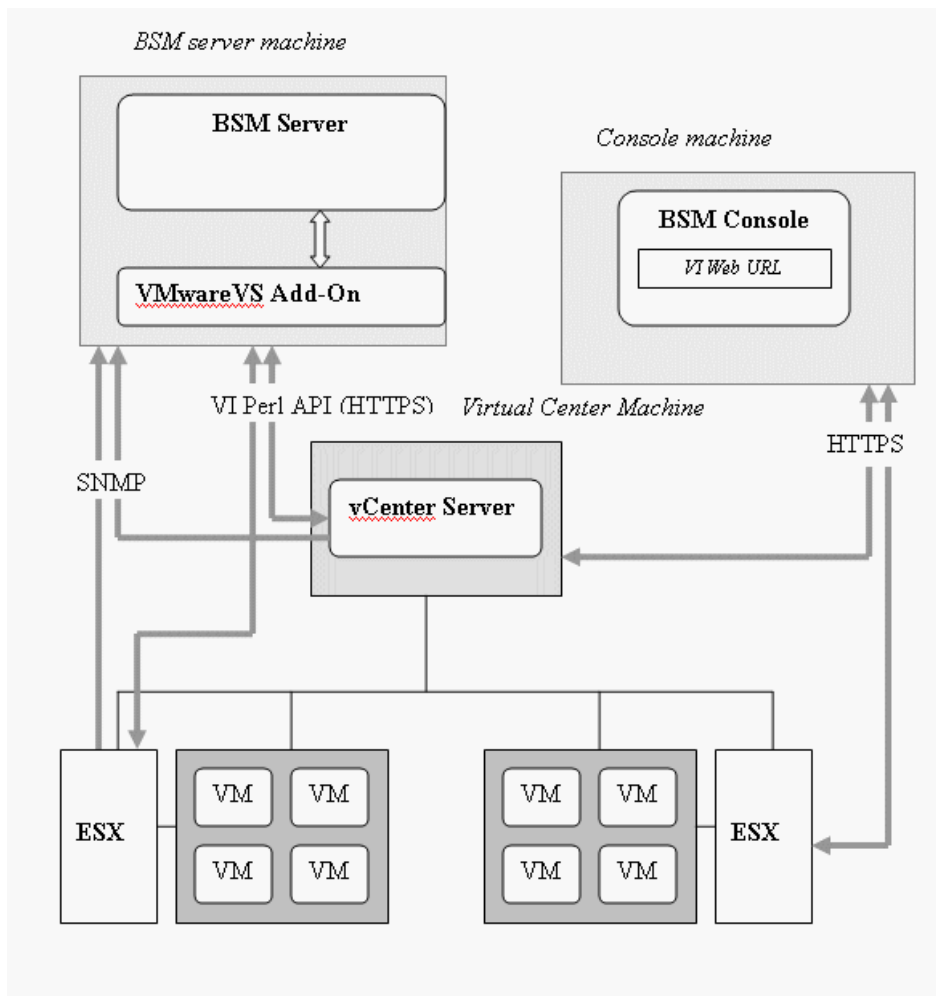 BSM server machine
BSM Server
VMwareVS Add-On
Console machine
BSM Console
VI Web URL
VI Perl API (HTTPS)
Virtual Center Machine
HTTPS
SNMP
vCenter Server
ESX
VM VM
VM VM
VM VM
VM VM
ESX